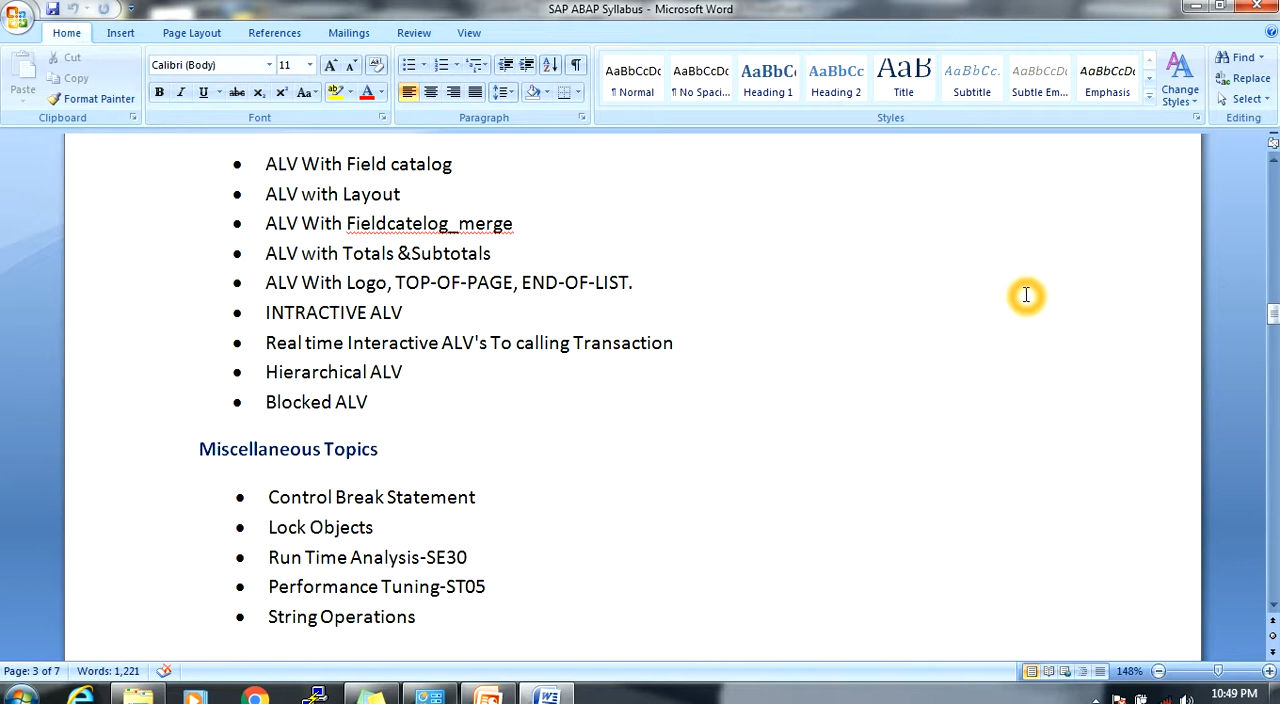 SAP ABAP Syllabus - Microsoft Word
Home Insert Page Layout References Mailings Review View
Paste
Cut
Copy
Format Painter
Clipboard
Calibri (Body) 11
Font
Paragraph
AaBbCcDc AaBbCcDc AaBbC AaBbCc AaB AaBbCc. AaBbCcDc AaBbCcDc
¶ Normal ¶ No Spaci... Heading 1 Heading 2 Title Subtitle Subtle Em... Emphasis
Change
Styles
Styles
Find
Replace
Select
Editing
• ALV With Field catalog
• ALV with Layout
• ALV With Fieldcatelog_merge
• ALV with Totals &Subtotals
• ALV With Logo, TOP-OF-PAGE, END-OF-LIST.
• INTRACTIVE ALV
• Real time Interactive ALV's To calling Transaction
• Hierarchical ALV
• Blocked ALV
Miscellaneous Topics
• Control Break Statement
• Lock Objects
• Run Time Analysis-SE30
• Performance Tuning-ST05
• String Operations
Page: 3 of 7 Words: 1,221 148%
10:49 PM